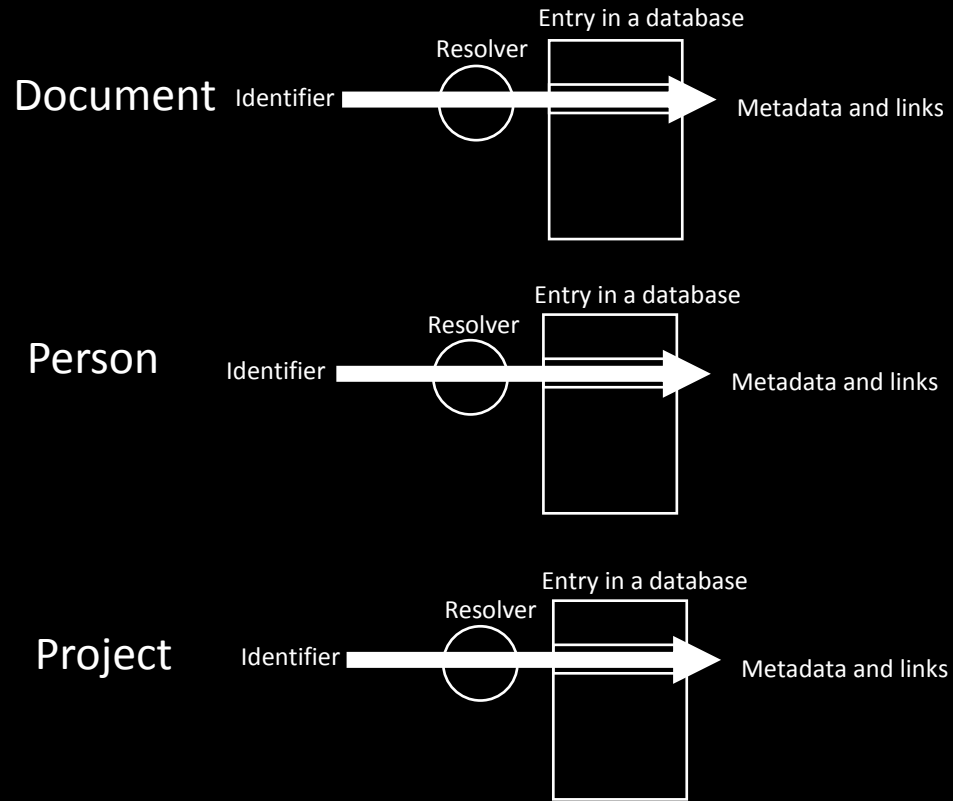 Entry in a database
Resolver
Document
Identifier
Metadata and links
Entry in a database
Resolver
Person
Identifier
Metadata and links
Entry in a database
Resolver
Project
Identifier
Metadata and links